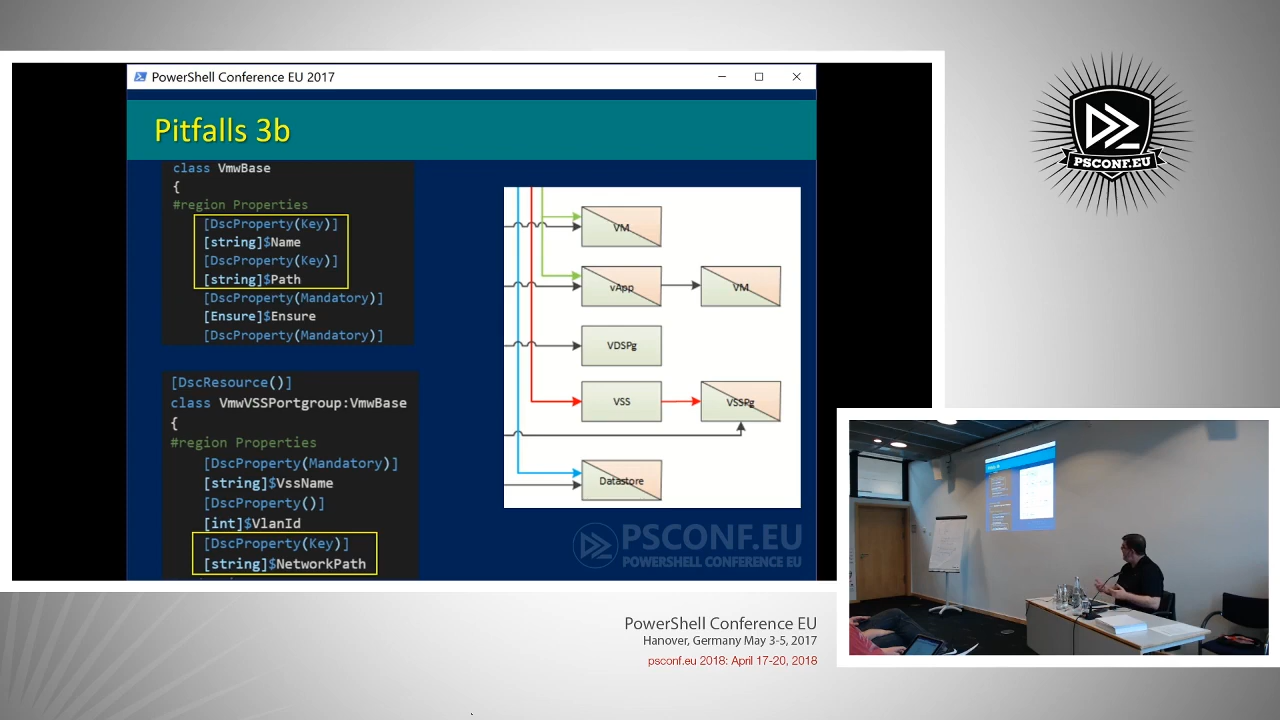 PowerShell Conference EU 2017
Pitfalls 3b
class VmwBase
{
#region Properties
[DscProperty(Key)]
[string]$Name
[DscProperty(Key)]
[string]$Path
[DscProperty(Mandatory)]
[Ensure]$Ensure
[DscProperty(Mandatory)]
[DscResource()]
class VmwVSSPortgroup:VmwBase
{
#region Properties
[DscProperty(Mandatory)]
[string]$VssName
[DscProperty()]
[int]$VlanId
[DscProperty(Key)]
[string]$NetworkPath
VM
vApp
VM
VDSPg
VSS
VSSPg
Datastore
PSCONF.EU
POWERSHELL CONFERENCE EU
PSCONF.EU
PowerShell Conference EU
Hanover, Germany May 3-5, 2017
psconf.eu 2018: April 17-20, 2018